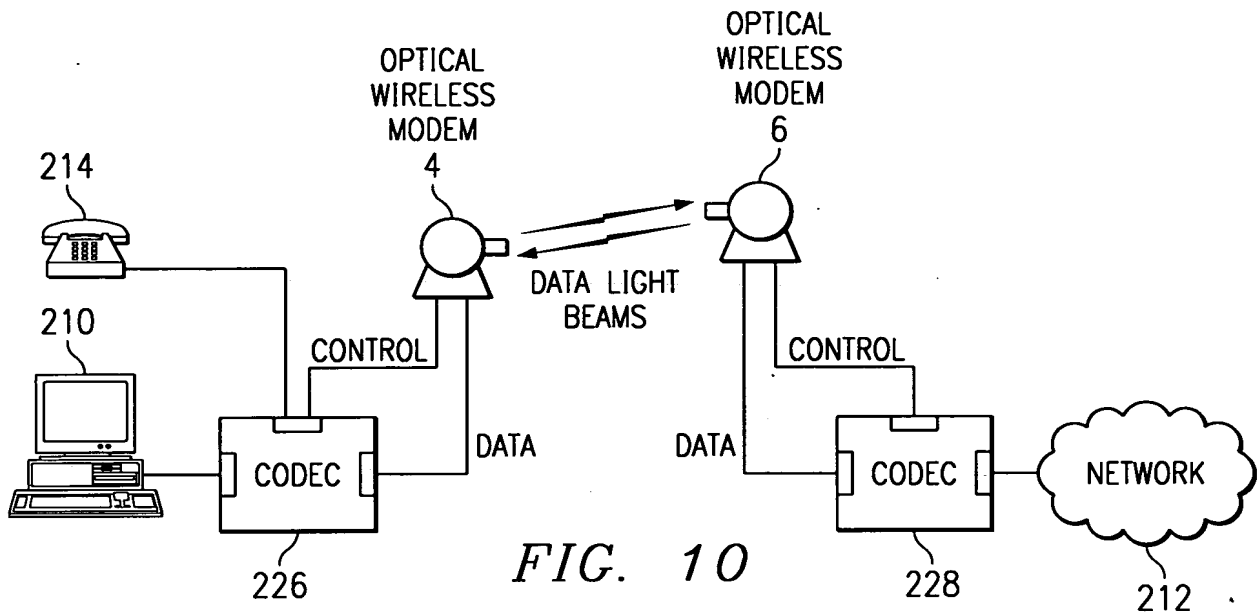 OPTICAL
WIRELESS
MODEM
4
OPTICAL
WIRELESS
MODEM
6
214
210
DATA LIGHT
BEAMS
CONTROL
CONTROL
DATA
DATA
CODEC
CODEC
NETWORK
226
FIG. 10
228
212